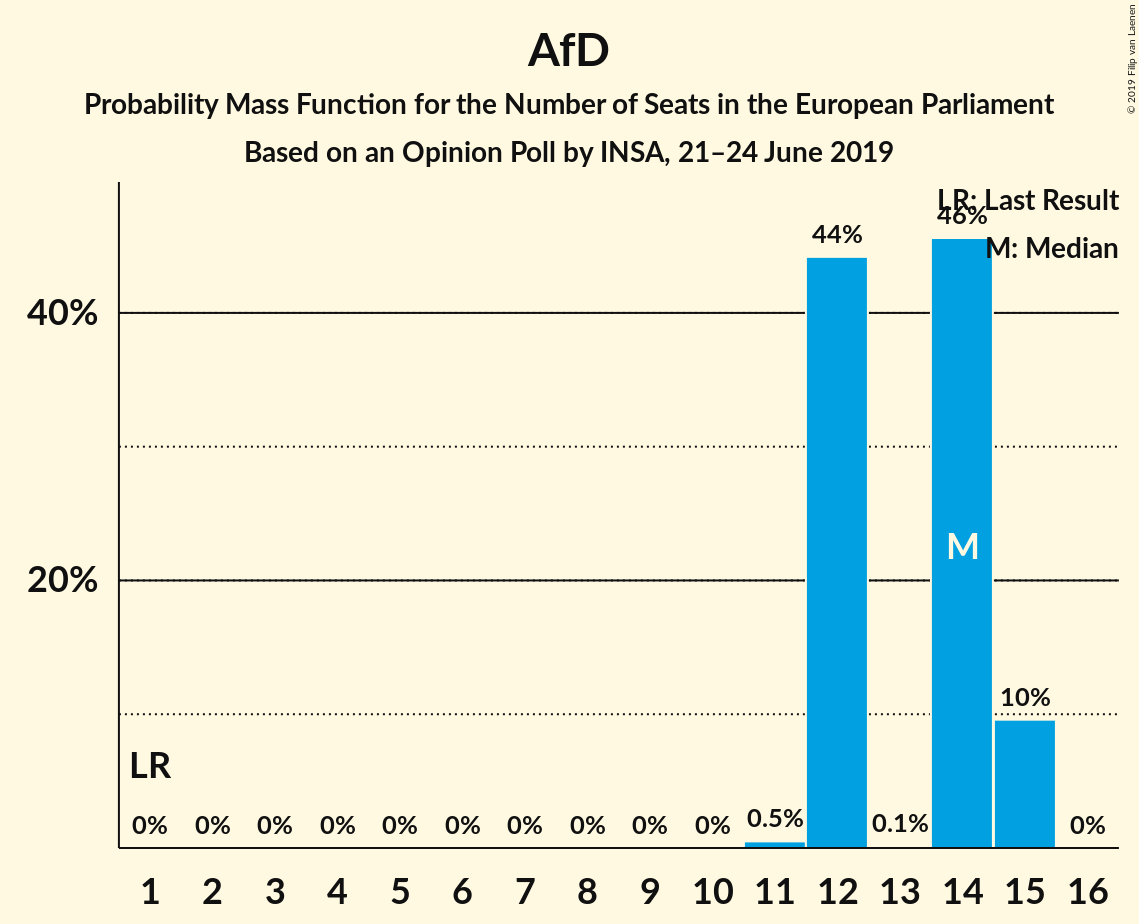 AfD
Probability Mass Function for the Number of Seats in the European Parliament
Based on an Opinion Poll by INSA, 21–24 June 2019
© 2019 Filip van Laenen
LR: Last Result
M: Median
40%
20%
LR
0% 0% 0% 0% 0% 0% 0% 0% 0% 0% 0.5% 44% 0.1% 46% 10% 0%
M
1 2 3 4 5 6 7 8 9 10 11 12 13 14 15 16